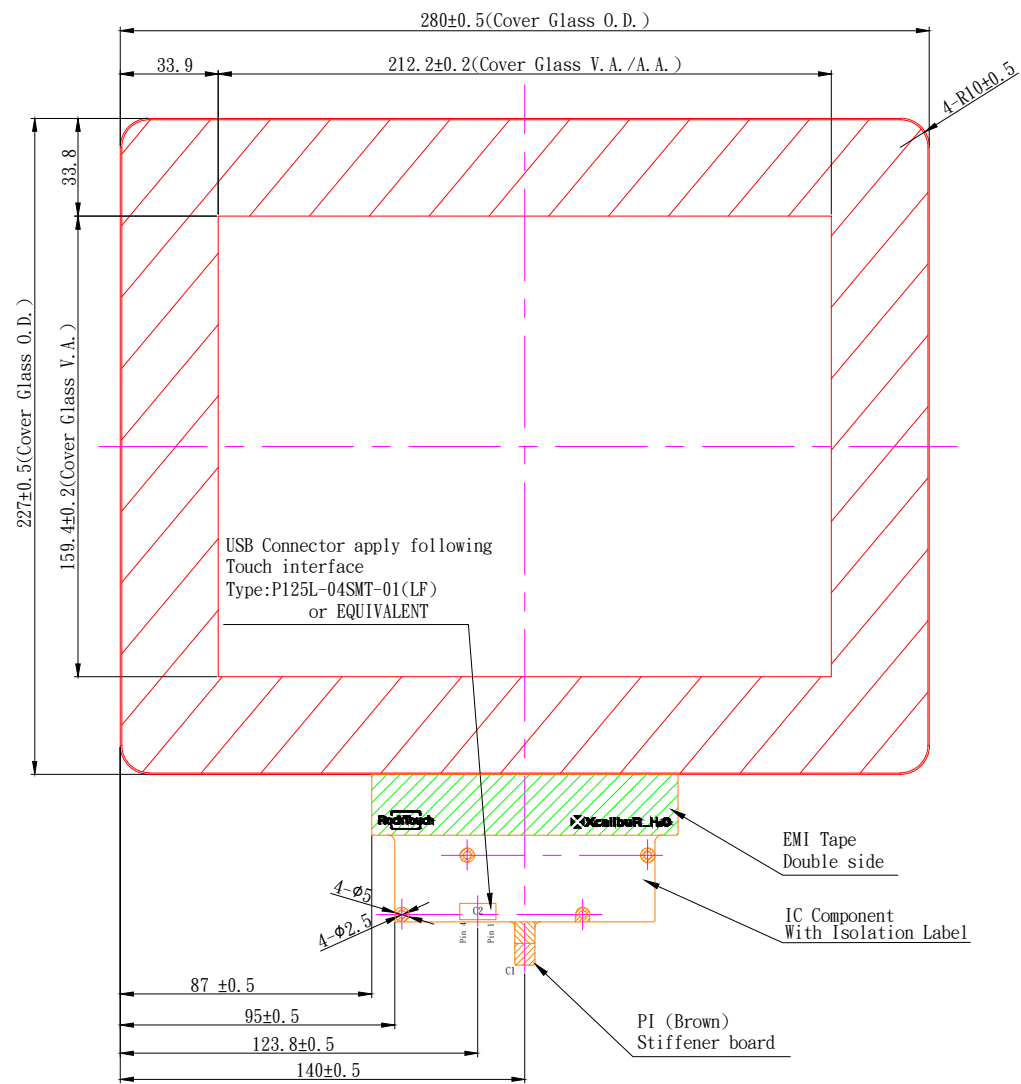 280±0.5(Cover Glass O.D.)
33.9
212.2±0.2(Cover Glass V.A./A.A.)
4-R10±0.5
33.8
227±0.5(Cover Glass O.D.)
159.4±0.2(Cover Glass V.A.)
USB Connector apply following
Touch interface
Type:P125L-04SMT-01(LF)
or EQUIVALENT
RockTouch
XcalibuR_H2O
EMI Tape
Double side
4-Φ5
4-Φ2.5
C2
Pin 4
Pin 1
IC Component
With Isolation Label
C1
87 ±0.5
95±0.5
123.8±0.5
140±0.5
PI (Brown)
Stiffener board